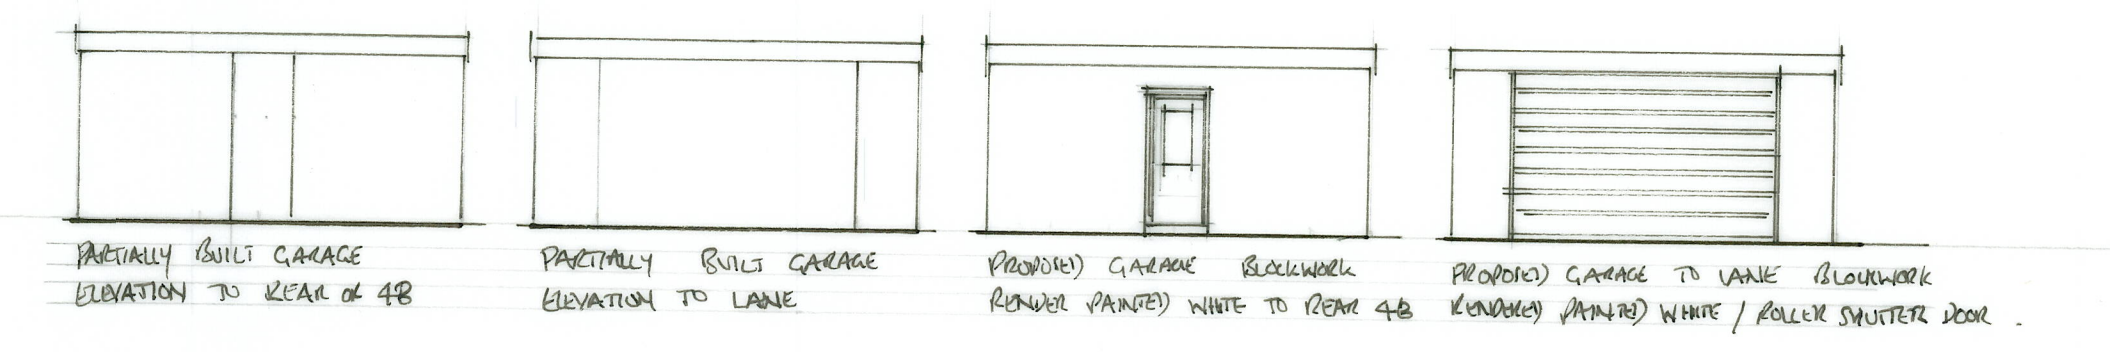 PARTIALLY BUILT GARAGE
ELEVATION TO REAR OF 4B
PARTIALLY BUILT GARAGE
ELEVATION TO LANE
PROPOSED GARAGE BLOCKWORK
RENDER PAINTED WHITE TO REAR 4B
PROPOSED GARAGE TO LANE BLOCKWORK
RENDERED PAINTED WHITE / ROLLER SHUTTER DOOR .